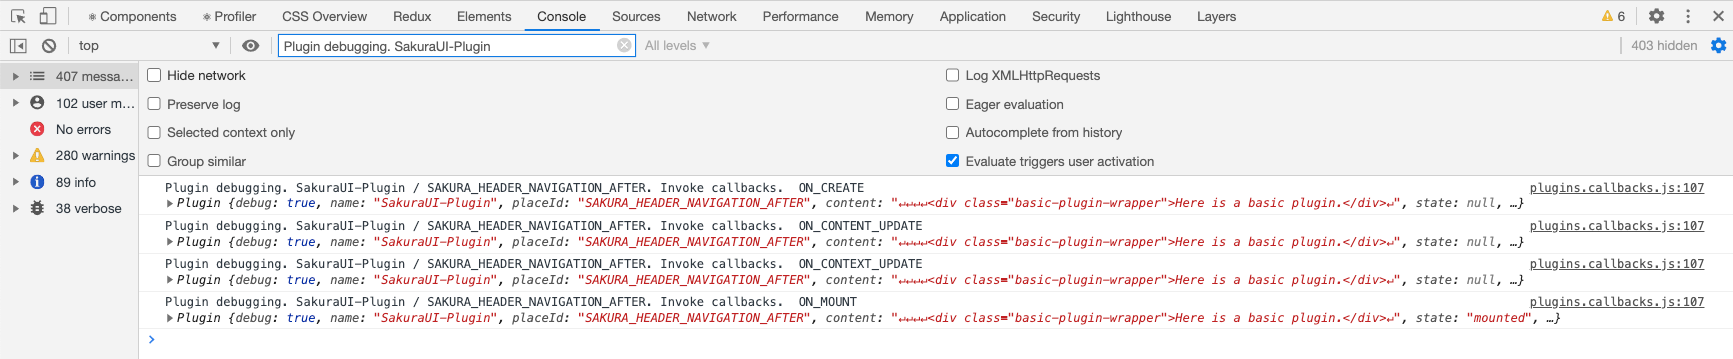 Components Profiler CSS Overview Redux Elements Console Sources Network Performance Memory Application Security Lighthouse Layers 6
top Plugin debugging. SakuraUI-Plugin All levels 403 hidden
407 messa… Hide network Log XMLHttpRequests
102 user m… Preserve log Eager evaluation
No errors Selected context only Autocomplete from history
280 warnings Group similar Evaluate triggers user activation
89 info
38 verbose
Plugin debugging. SakuraUI-Plugin / SAKURA_HEADER_NAVIGATION_AFTER. Invoke callbacks.  ON_CREATE plugins.callbacks.js:107
Plugin {debug: true, name: "SakuraUI-Plugin", placeId: "SAKURA_HEADER_NAVIGATION_AFTER", content: "↵↵↵↵<div class="basic-plugin-wrapper">Here is a basic plugin.</div>↵", state: null, …}
Plugin debugging. SakuraUI-Plugin / SAKURA_HEADER_NAVIGATION_AFTER. Invoke callbacks.  ON_CONTENT_UPDATE plugins.callbacks.js:107
Plugin {debug: true, name: "SakuraUI-Plugin", placeId: "SAKURA_HEADER_NAVIGATION_AFTER", content: "↵↵↵↵<div class="basic-plugin-wrapper">Here is a basic plugin.</div>↵", state: null, …}
Plugin debugging. SakuraUI-Plugin / SAKURA_HEADER_NAVIGATION_AFTER. Invoke callbacks.  ON_CONTEXT_UPDATE plugins.callbacks.js:107
Plugin {debug: true, name: "SakuraUI-Plugin", placeId: "SAKURA_HEADER_NAVIGATION_AFTER", content: "↵↵↵↵<div class="basic-plugin-wrapper">Here is a basic plugin.</div>↵", state: null, …}
Plugin debugging. SakuraUI-Plugin / SAKURA_HEADER_NAVIGATION_AFTER. Invoke callbacks.  ON_MOUNT plugins.callbacks.js:107
Plugin {debug: true, name: "SakuraUI-Plugin", placeId: "SAKURA_HEADER_NAVIGATION_AFTER", content: "↵↵↵↵<div class="basic-plugin-wrapper">Here is a basic plugin.</div>↵", state: "mounted", …}